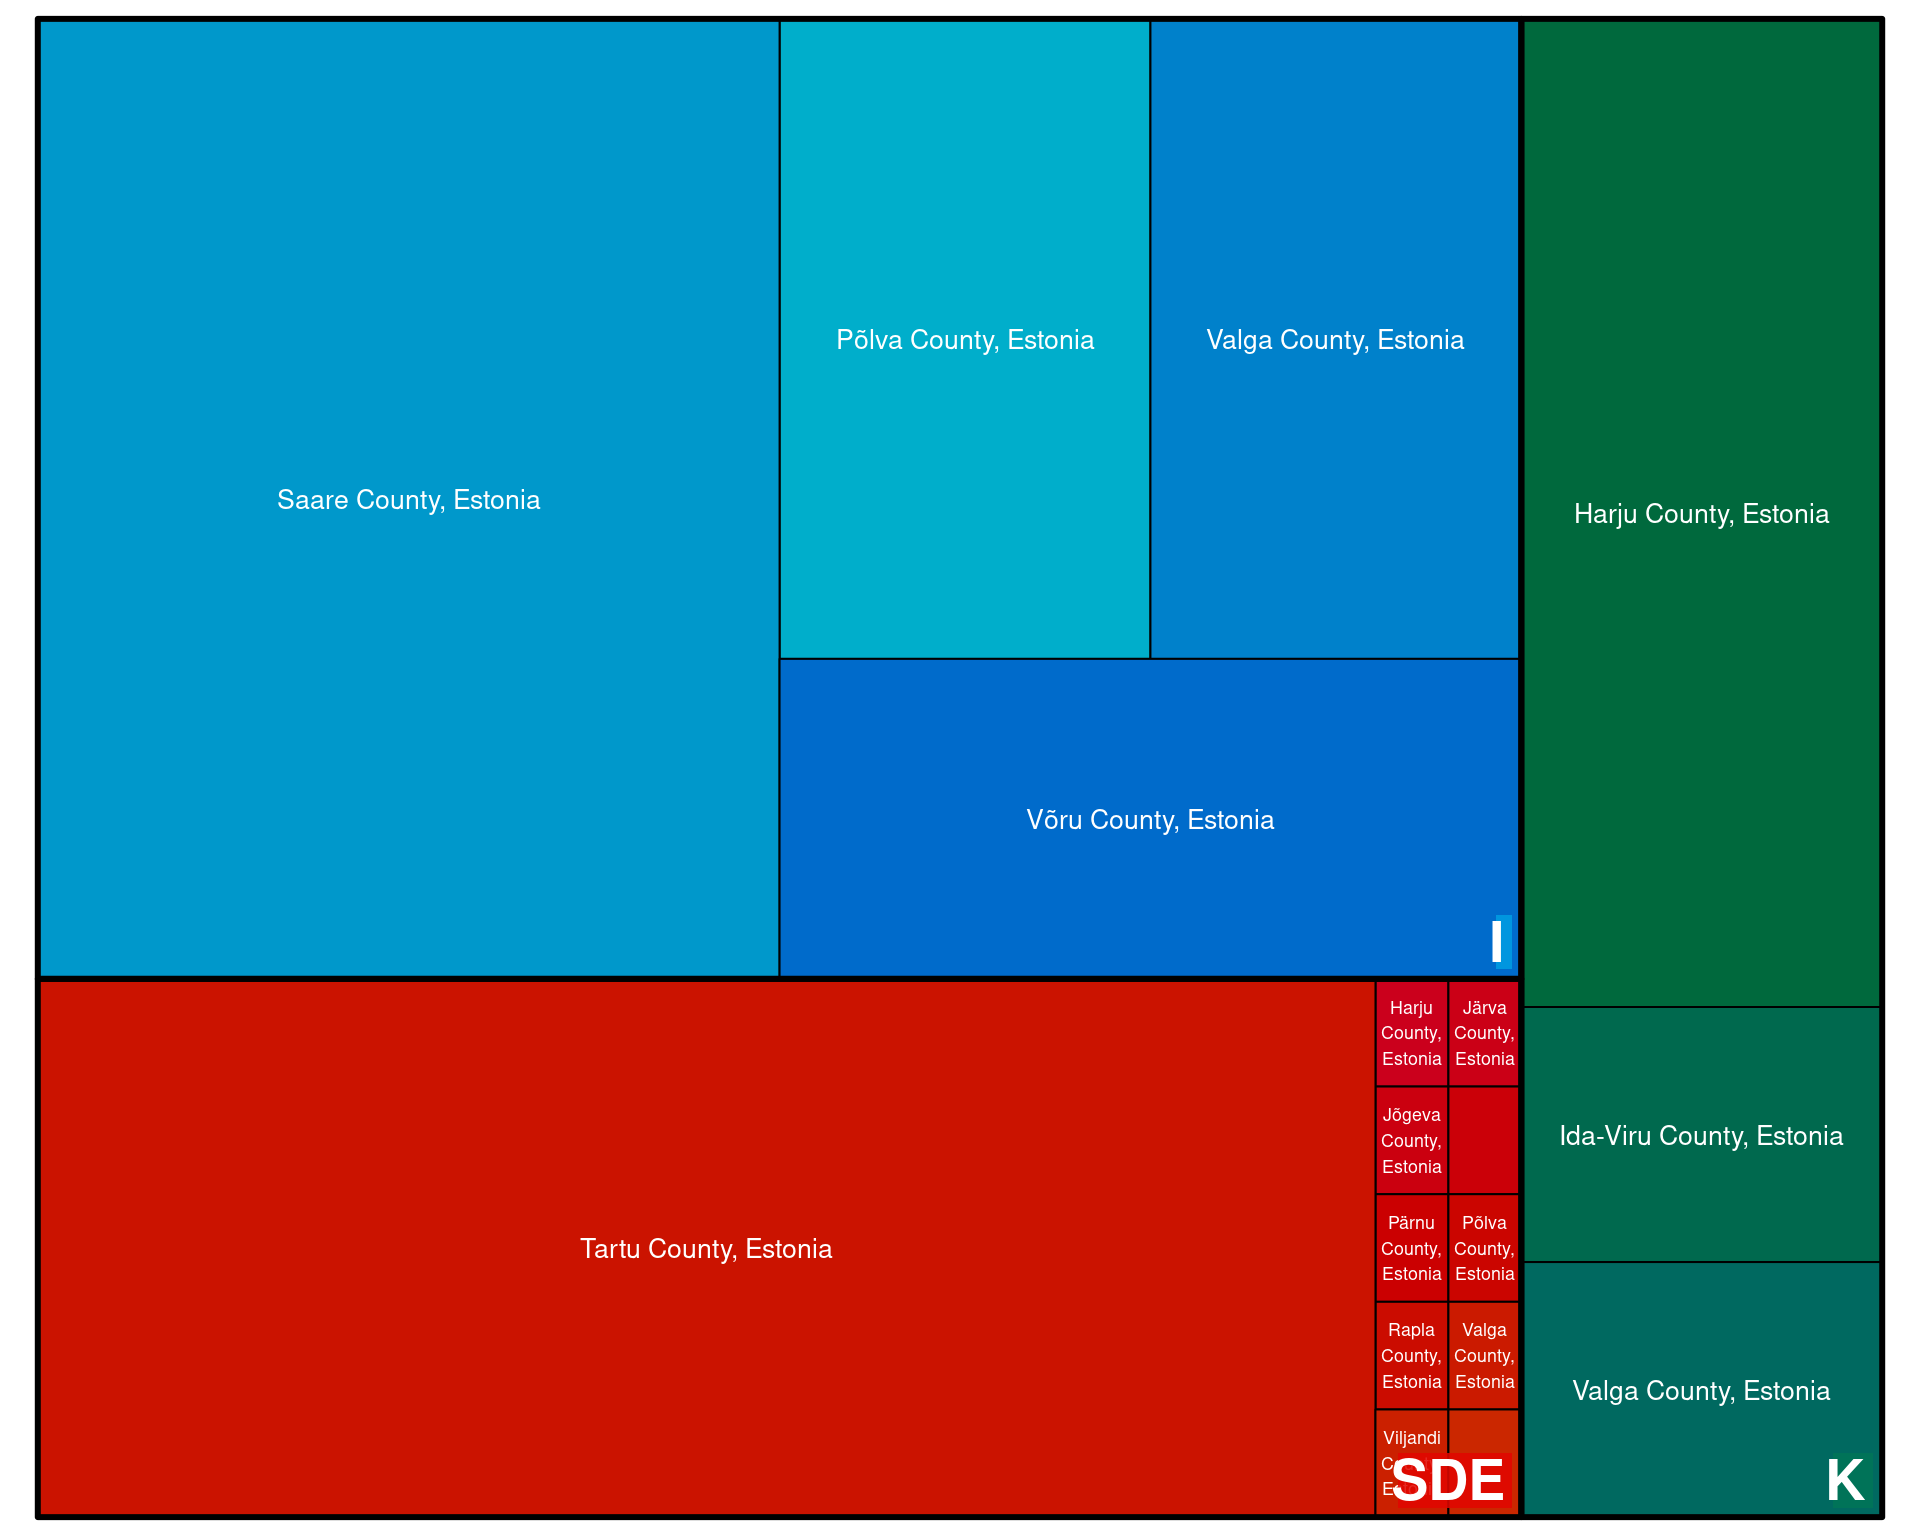 Saare County, Estonia
Põlva County, Estonia
Valga County, Estonia
Võru County, Estonia
I
Harju County, Estonia
Ida-Viru County, Estonia
Valga County, Estonia
K
Tartu County, Estonia
Harju
County,
Estonia
Järva
County,
Estonia
Jõgeva
County,
Estonia
Pärnu
County,
Estonia
Põlva
County,
Estonia
Rapla
County,
Estonia
Valga
County,
Estonia
Viljandi
SDE